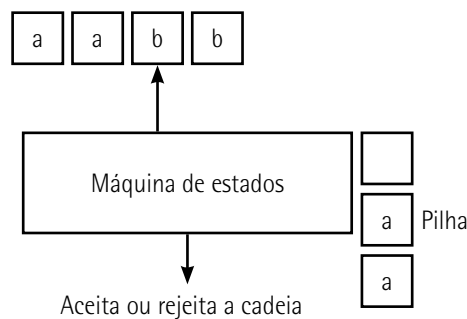 a a b b
Máquina de estados
a Pilha
a
Aceita ou rejeita a cadeia